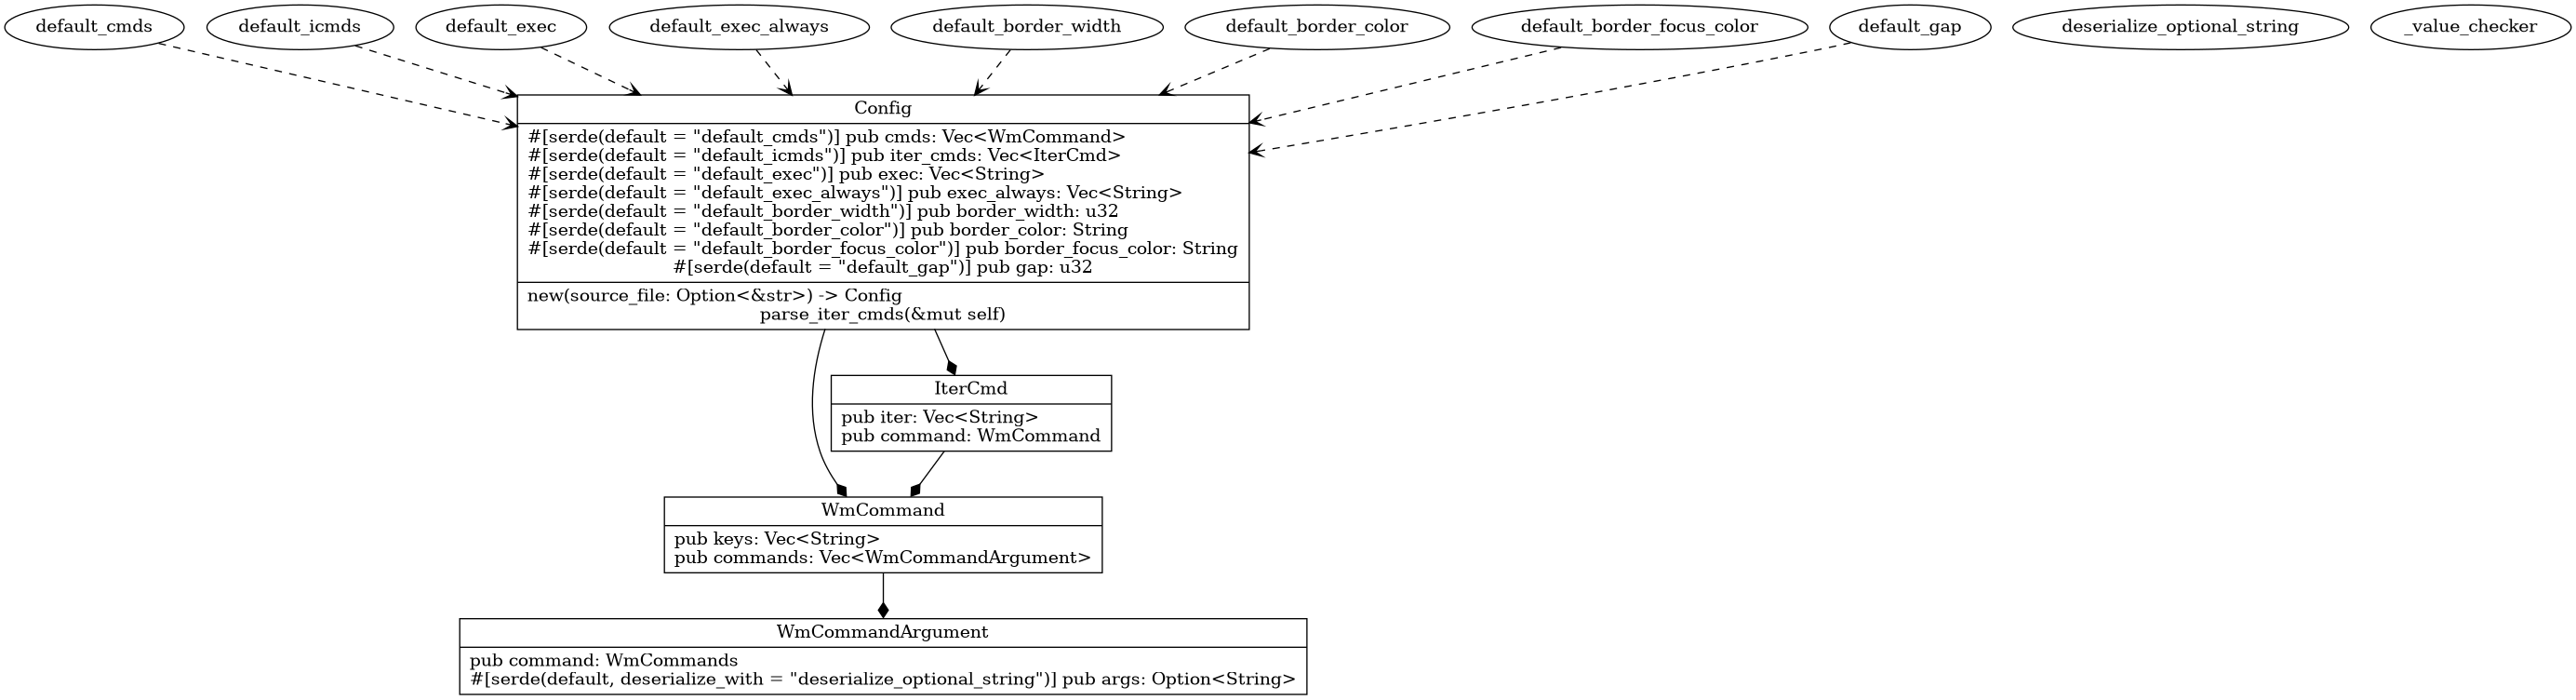 default_cmds
default_icmds
default_exec
default_exec_always
default_border_width
default_border_color
default_border_focus_color
default_gap
deserialize_optional_string
_value_checker
Config
#[serde(default = "default_cmds")] pub cmds: Vec<WmCommand>
#[serde(default = "default_icmds")] pub iter_cmds: Vec<IterCmd>
#[serde(default = "default_exec")] pub exec: Vec<String>
#[serde(default = "default_exec_always")] pub exec_always: Vec<String>
#[serde(default = "default_border_width")] pub border_width: u32
#[serde(default = "default_border_color")] pub border_color: String
#[serde(default = "default_border_focus_color")] pub border_focus_color: String
#[serde(default = "default_gap")] pub gap: u32
new(source_file: Option<&str>) -> Config
parse_iter_cmds(&mut self)
IterCmd
pub iter: Vec<String>
pub command: WmCommand
WmCommand
pub keys: Vec<String>
pub commands: Vec<WmCommandArgument>
WmCommandArgument
pub command: WmCommands
#[serde(default, deserialize_with = "deserialize_optional_string")] pub args: Option<String>